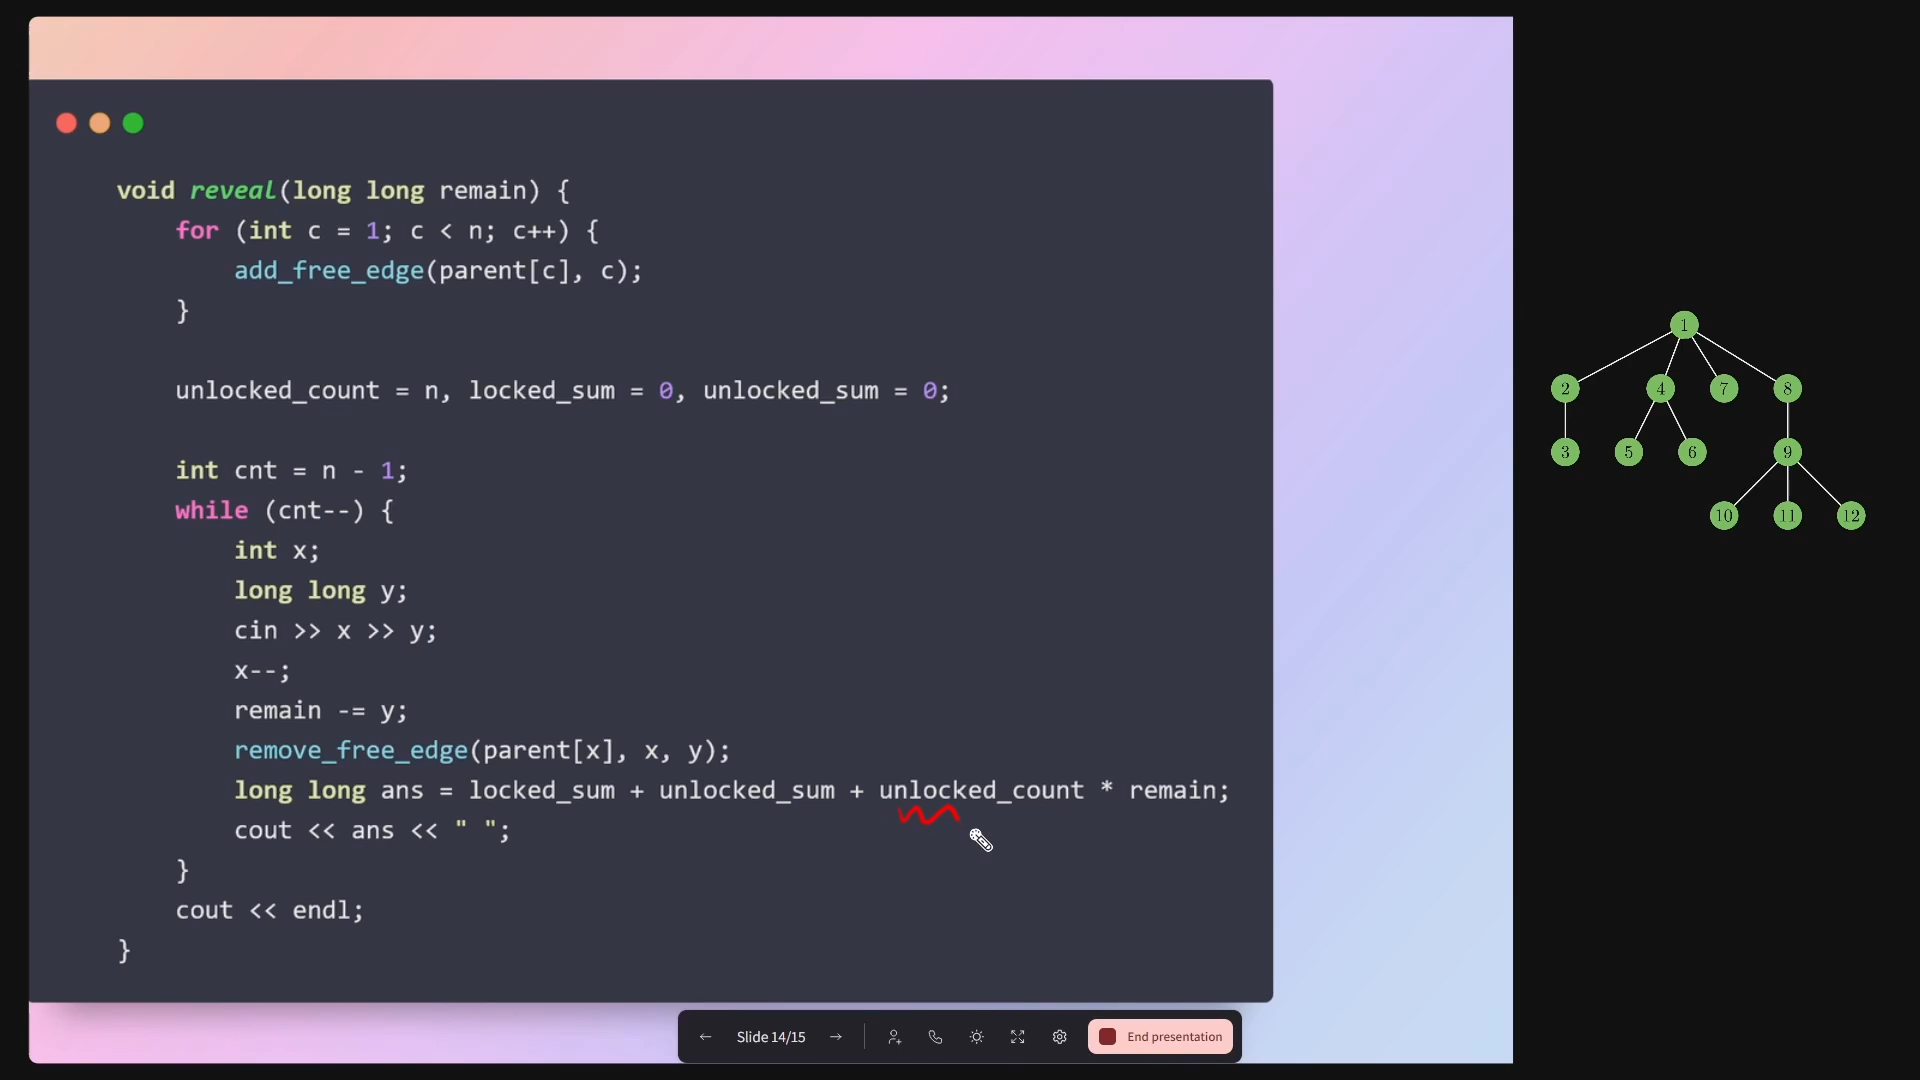 void reveal(long long remain) {
for (int c = 1; c < n; c++) {
add_free_edge(parent[c], c);
}
unlocked_count = n, locked_sum = 0, unlocked_sum = 0;
int cnt = n - 1;
while (cnt--) {
int x;
long long y;
cin >> x >> y;
x--;
remain -= y;
remove_free_edge(parent[x], x, y);
long long ans = locked_sum + unlocked_sum + unlocked_count * remain;
cout << ans << " ";
}
cout << endl;
}
1
2 4 7 8
3 5 6 9
10 11 12
Slide 14/15
End presentation